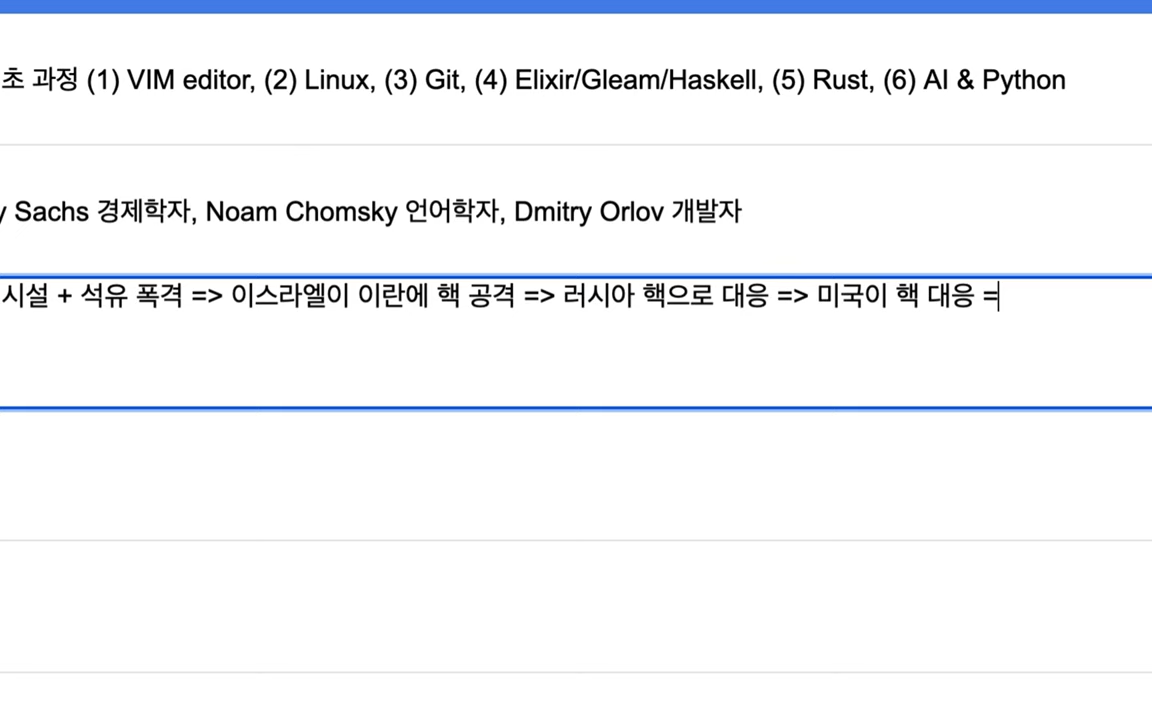 초 과정 (1) VIM editor, (2) Linux, (3) Git, (4) Elixir/Gleam/Haskell, (5) Rust, (6) AI & Python
y Sachs 경제학자, Noam Chomsky 언어학자, Dmitry Orlov 개발자
시설 + 석유 폭격 => 이스라엘이 이란에 핵 공격 => 러시아 핵으로 대응 => 미국이 핵 대응 =